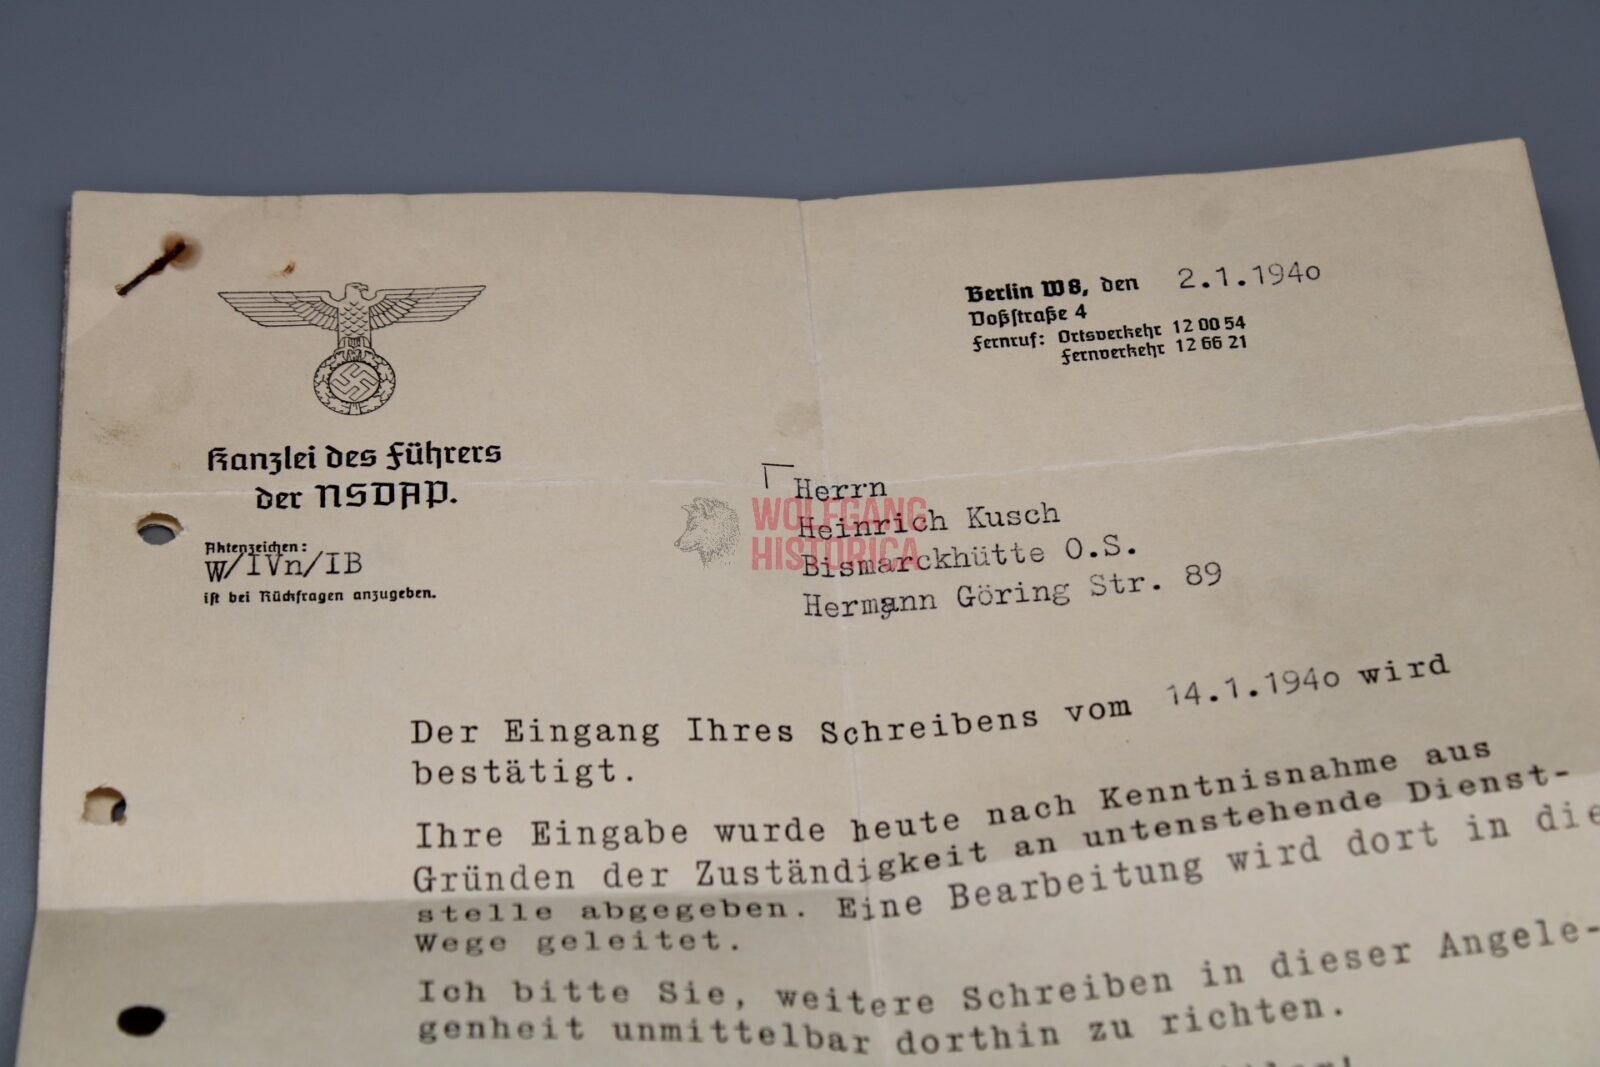 Berlin W8, den 2.1.1940
Voßstraße 4
Fernruf: Ortsverkehr 12 00 54
Fernverkehr 12 66 21
Kanzlei des Führers
der NSDAP.
Aktenzeichen:
W/IVn/IB
ist bei Rückfragen anzugeben.
Herrn
Heinrich Kusch
Bismarckhütte O.S.
Hermann Göring Str. 89
WOLFGANG
HISTORICA
Der Eingang Ihres Schreibens vom 14.1.1940 wird
bestätigt.
Ihre Eingabe wurde heute nach Kenntnisnahme aus
Gründen der Zuständigkeit an untenstehende Dienst-
stelle abgegeben. Eine Bearbeitung wird dort in die
Wege geleitet.
Ich bitte Sie, weitere Schreiben in dieser Angele-
genheit unmittelbar dorthin zu richten.